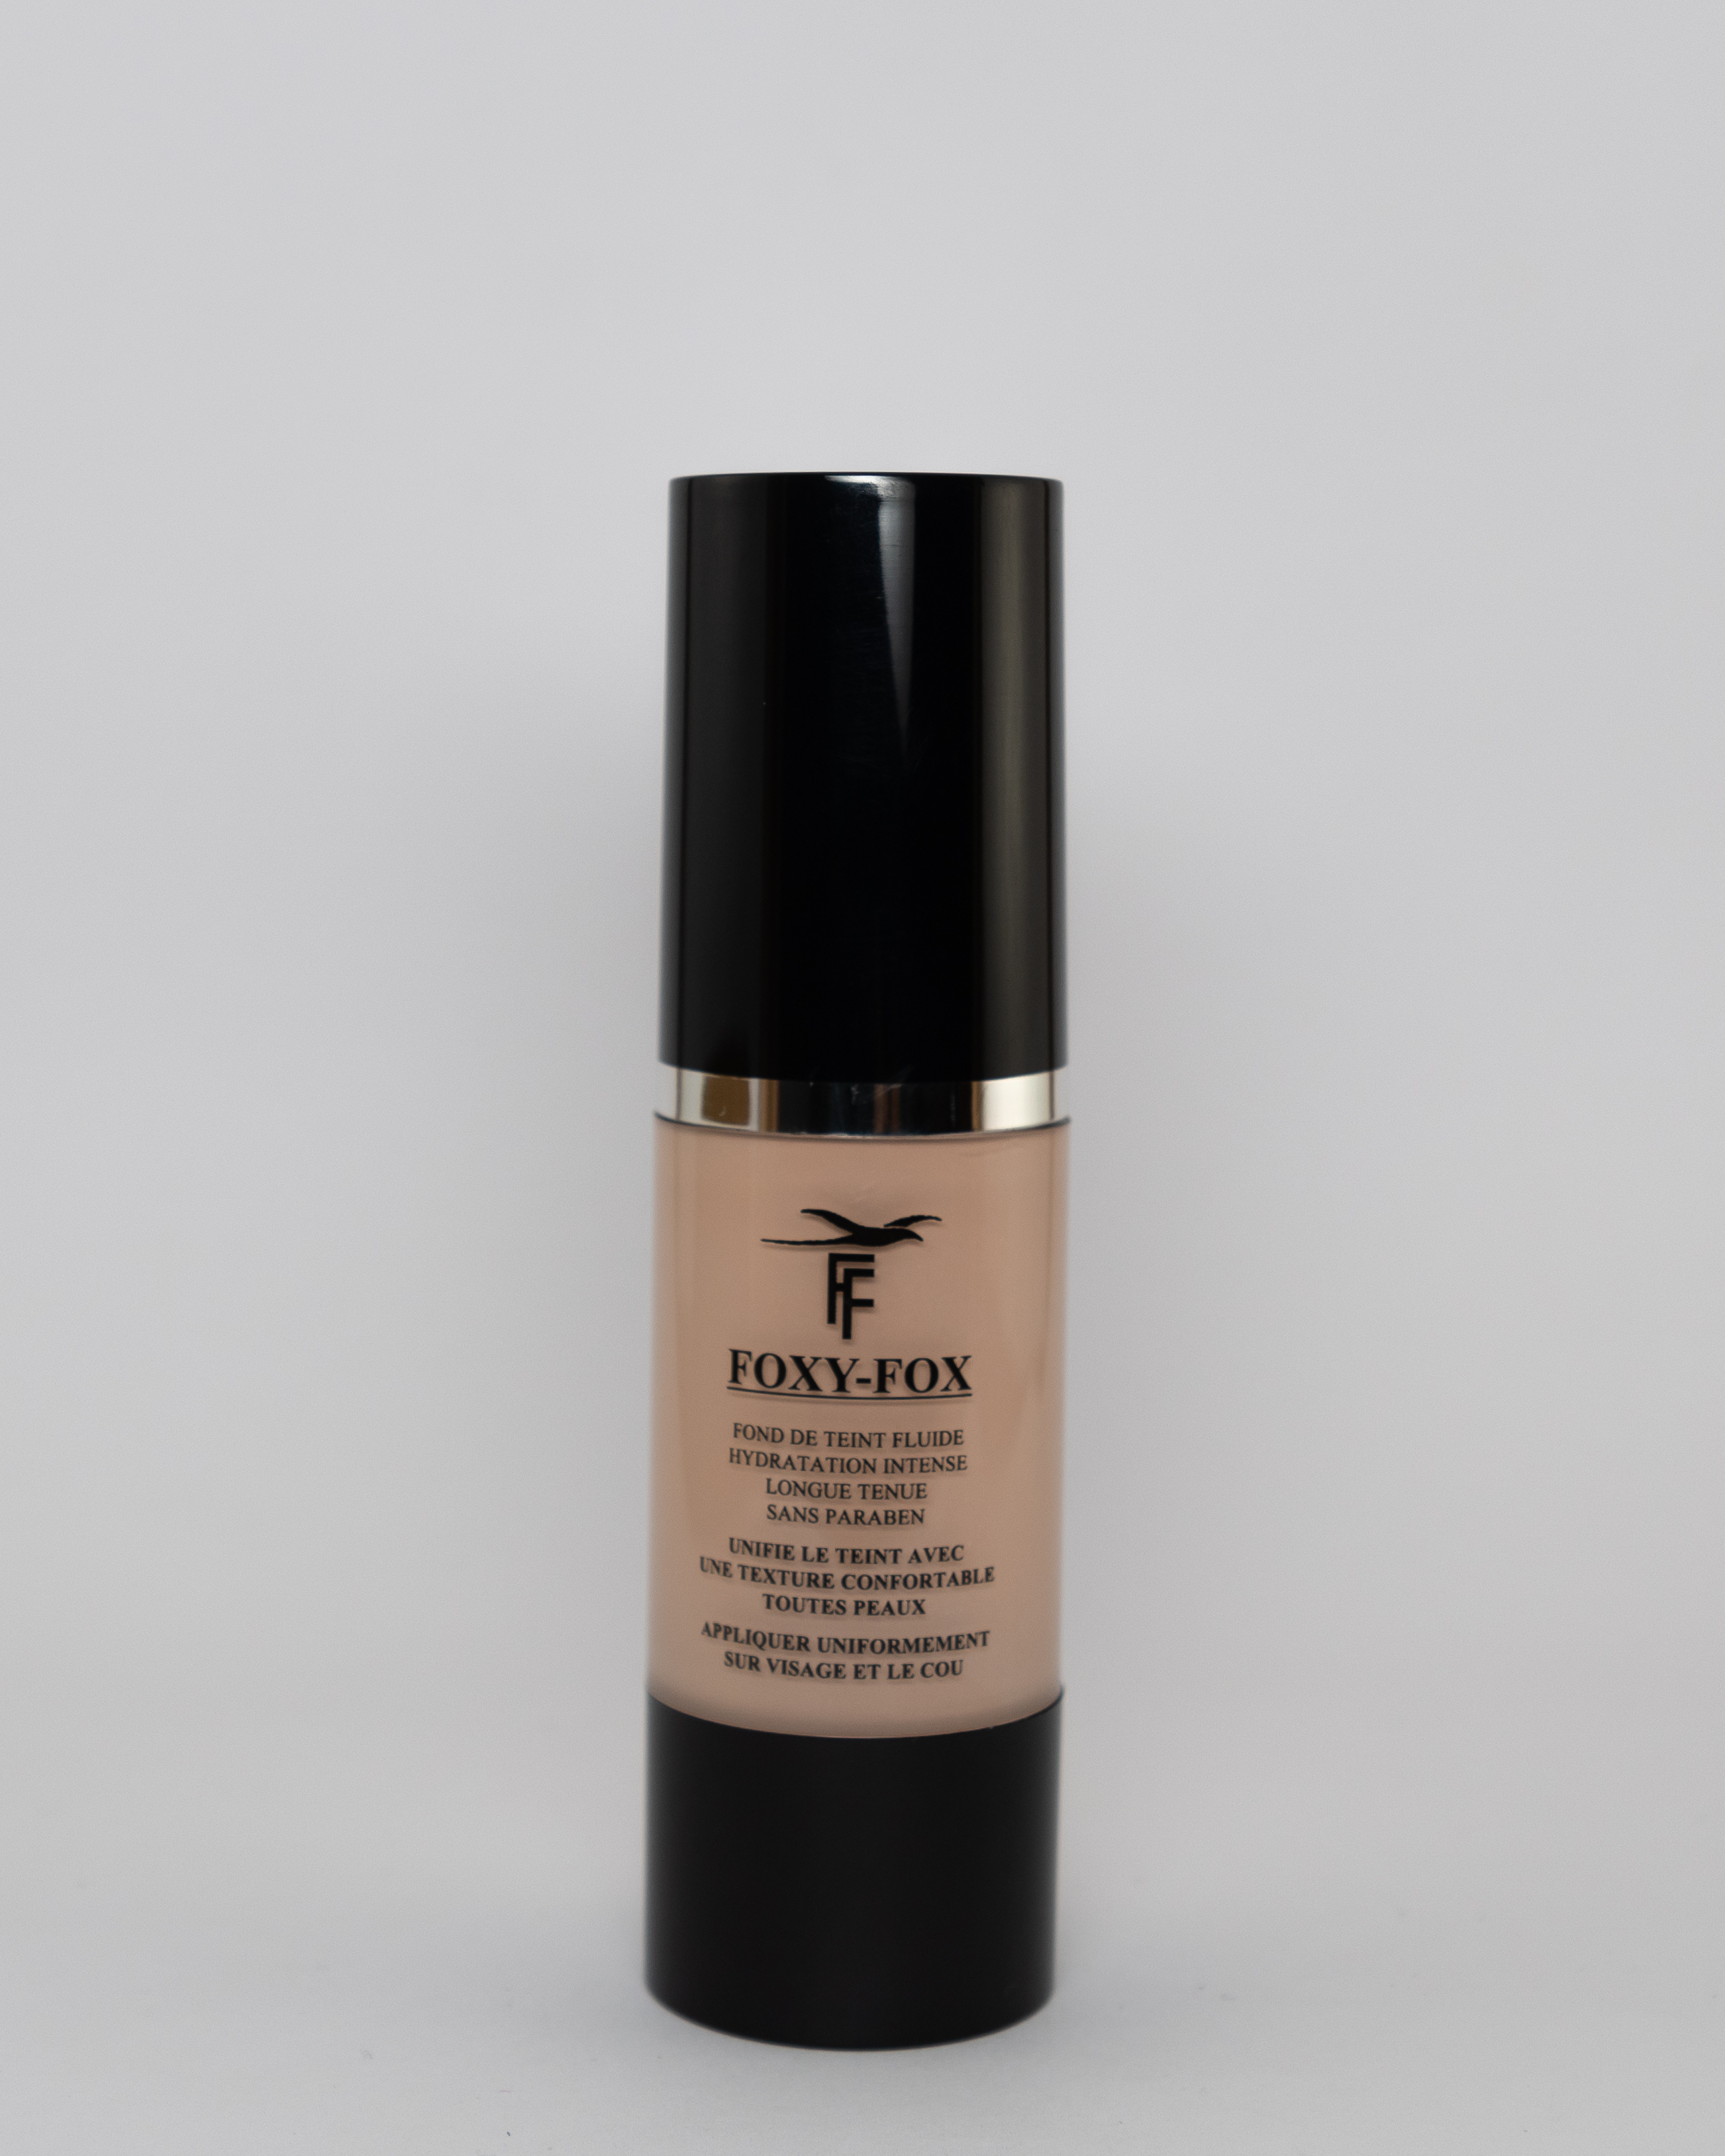 FF
FOXY-FOX
FOND DE TEINT FLUIDE
HYDRATATION INTENSE
LONGUE TENUE
SANS PARABEN
UNIFIE LE TEINT AVEC
UNE TEXTURE CONFORTABLE
TOUTES PEAUX
APPLIQUER UNIFORMEMENT
SUR VISAGE ET LE COU